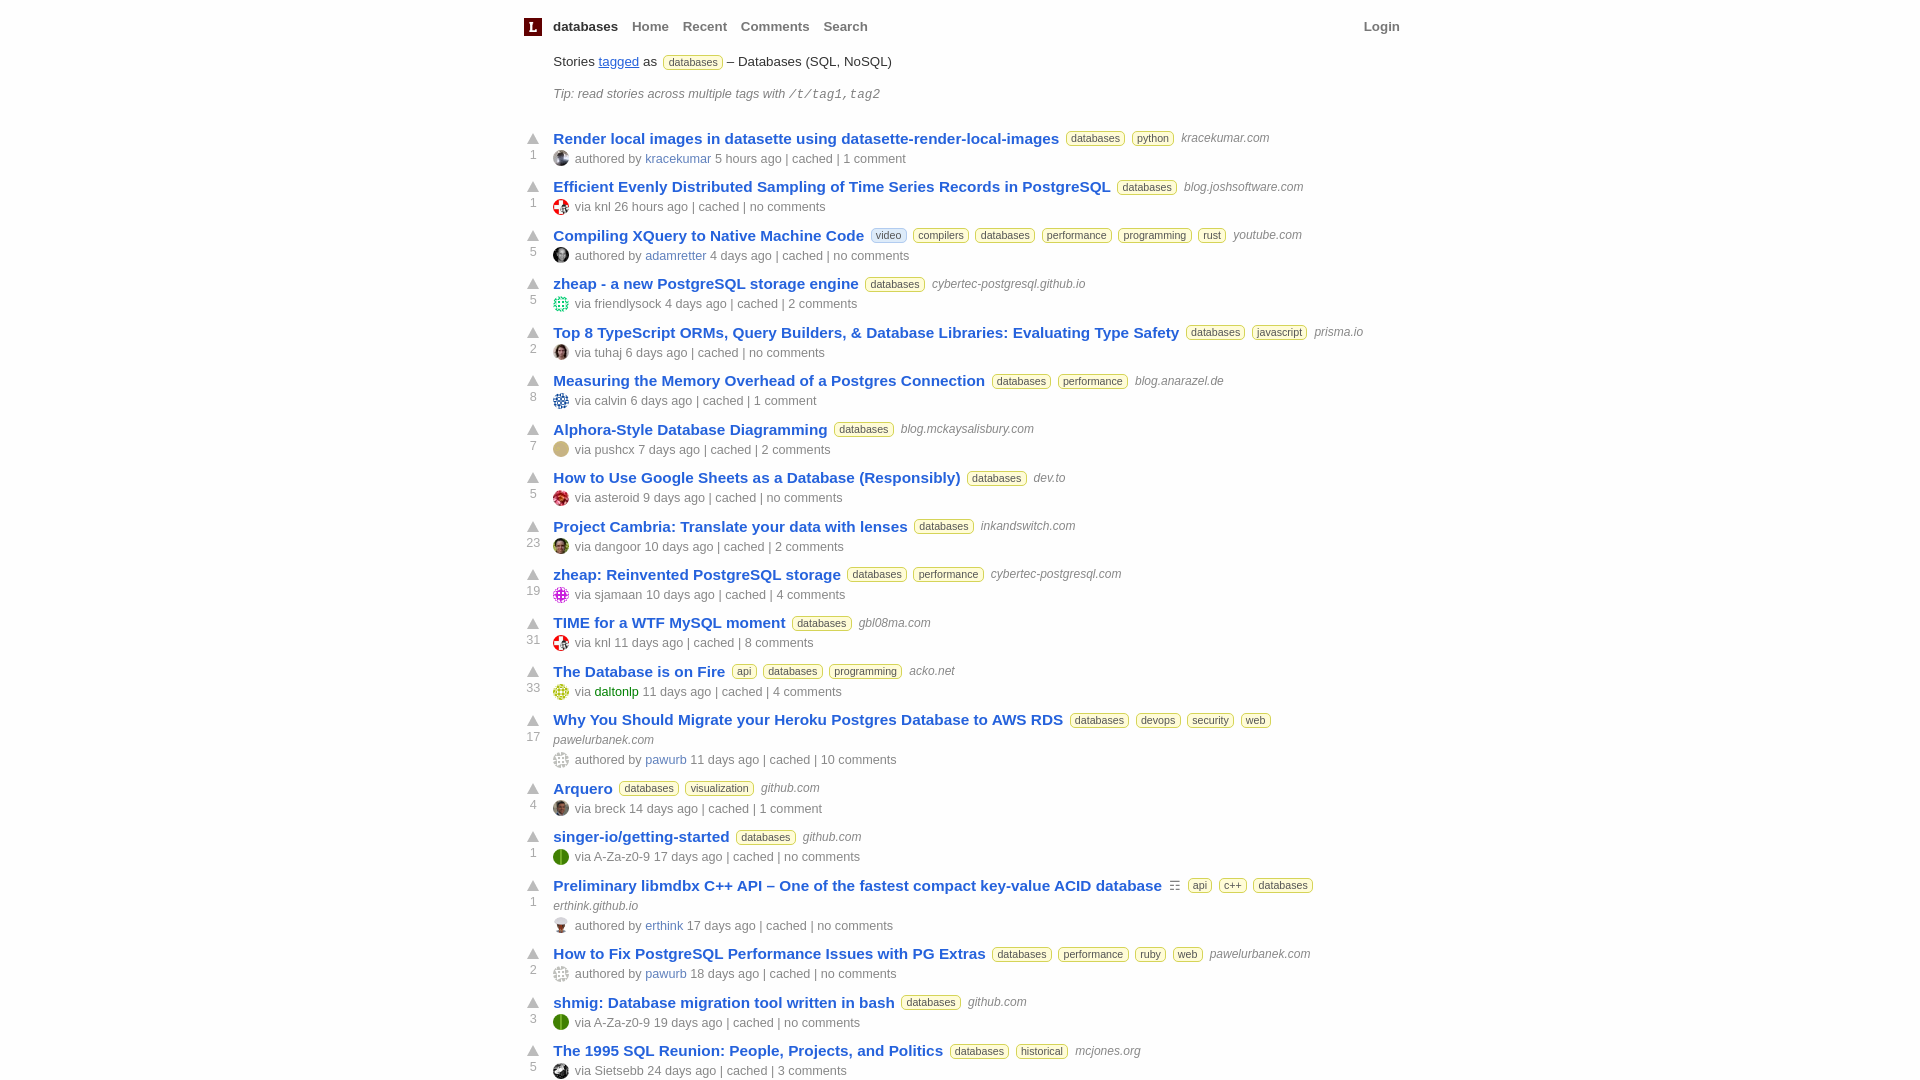 L databases Home Recent Comments Search Login
Stories tagged as databases – Databases (SQL, NoSQL)
Tip: read stories across multiple tags with /t/tag1,tag2
Render local images in datasette using datasette-render-local-images databases python kracekumar.com
1 authored by kracekumar 5 hours ago | cached | 1 comment
Efficient Evenly Distributed Sampling of Time Series Records in PostgreSQL databases blog.joshsoftware.com
1 via knl 26 hours ago | cached | no comments
Compiling XQuery to Native Machine Code video compilers databases performance programming rust youtube.com
5 authored by adamretter 4 days ago | cached | no comments
zheap - a new PostgreSQL storage engine databases cybertec-postgresql.github.io
5 via friendlysock 4 days ago | cached | 2 comments
Top 8 TypeScript ORMs, Query Builders, & Database Libraries: Evaluating Type Safety databases javascript prisma.io
2 via tuhaj 6 days ago | cached | no comments
Measuring the Memory Overhead of a Postgres Connection databases performance blog.anarazel.de
8 via calvin 6 days ago | cached | 1 comment
Alphora-Style Database Diagramming databases blog.mckaysalisbury.com
7 via pushcx 7 days ago | cached | 2 comments
How to Use Google Sheets as a Database (Responsibly) databases dev.to
5 via asteroid 9 days ago | cached | no comments
Project Cambria: Translate your data with lenses databases inkandswitch.com
23 via dangoor 10 days ago | cached | 2 comments
zheap: Reinvented PostgreSQL storage databases performance cybertec-postgresql.com
19 via sjamaan 10 days ago | cached | 4 comments
TIME for a WTF MySQL moment databases gbl08ma.com
31 via knl 11 days ago | cached | 8 comments
The Database is on Fire api databases programming acko.net
33 via daltonlp 11 days ago | cached | 4 comments
Why You Should Migrate your Heroku Postgres Database to AWS RDS databases devops security web
17 pawelurbanek.com
authored by pawurb 11 days ago | cached | 10 comments
Arquero databases visualization github.com
4 via breck 14 days ago | cached | 1 comment
singer-io/getting-started databases github.com
1 via A-Za-z0-9 17 days ago | cached | no comments
Preliminary libmdbx C++ API – One of the fastest compact key-value ACID database ☶ api c++ databases
1 erthink.github.io
authored by erthink 17 days ago | cached | no comments
How to Fix PostgreSQL Performance Issues with PG Extras databases performance ruby web pawelurbanek.com
2 authored by pawurb 18 days ago | cached | no comments
shmig: Database migration tool written in bash databases github.com
3 via A-Za-z0-9 19 days ago | cached | no comments
The 1995 SQL Reunion: People, Projects, and Politics databases historical mcjones.org
5 via Sietsebb 24 days ago | cached | 3 comments